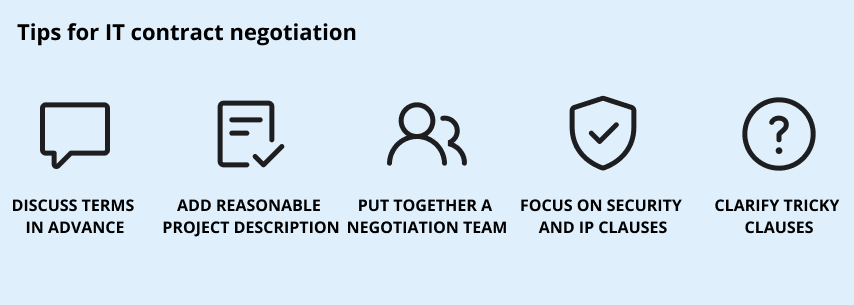 Tips for IT contract negotiation
DISCUSS TERMS
IN ADVANCE
ADD REASONABLE
PROJECT DESCRIPTION
PUT TOGETHER A
NEGOTIATION TEAM
FOCUS ON SECURITY
AND IP CLAUSES
CLARIFY TRICKY
CLAUSES